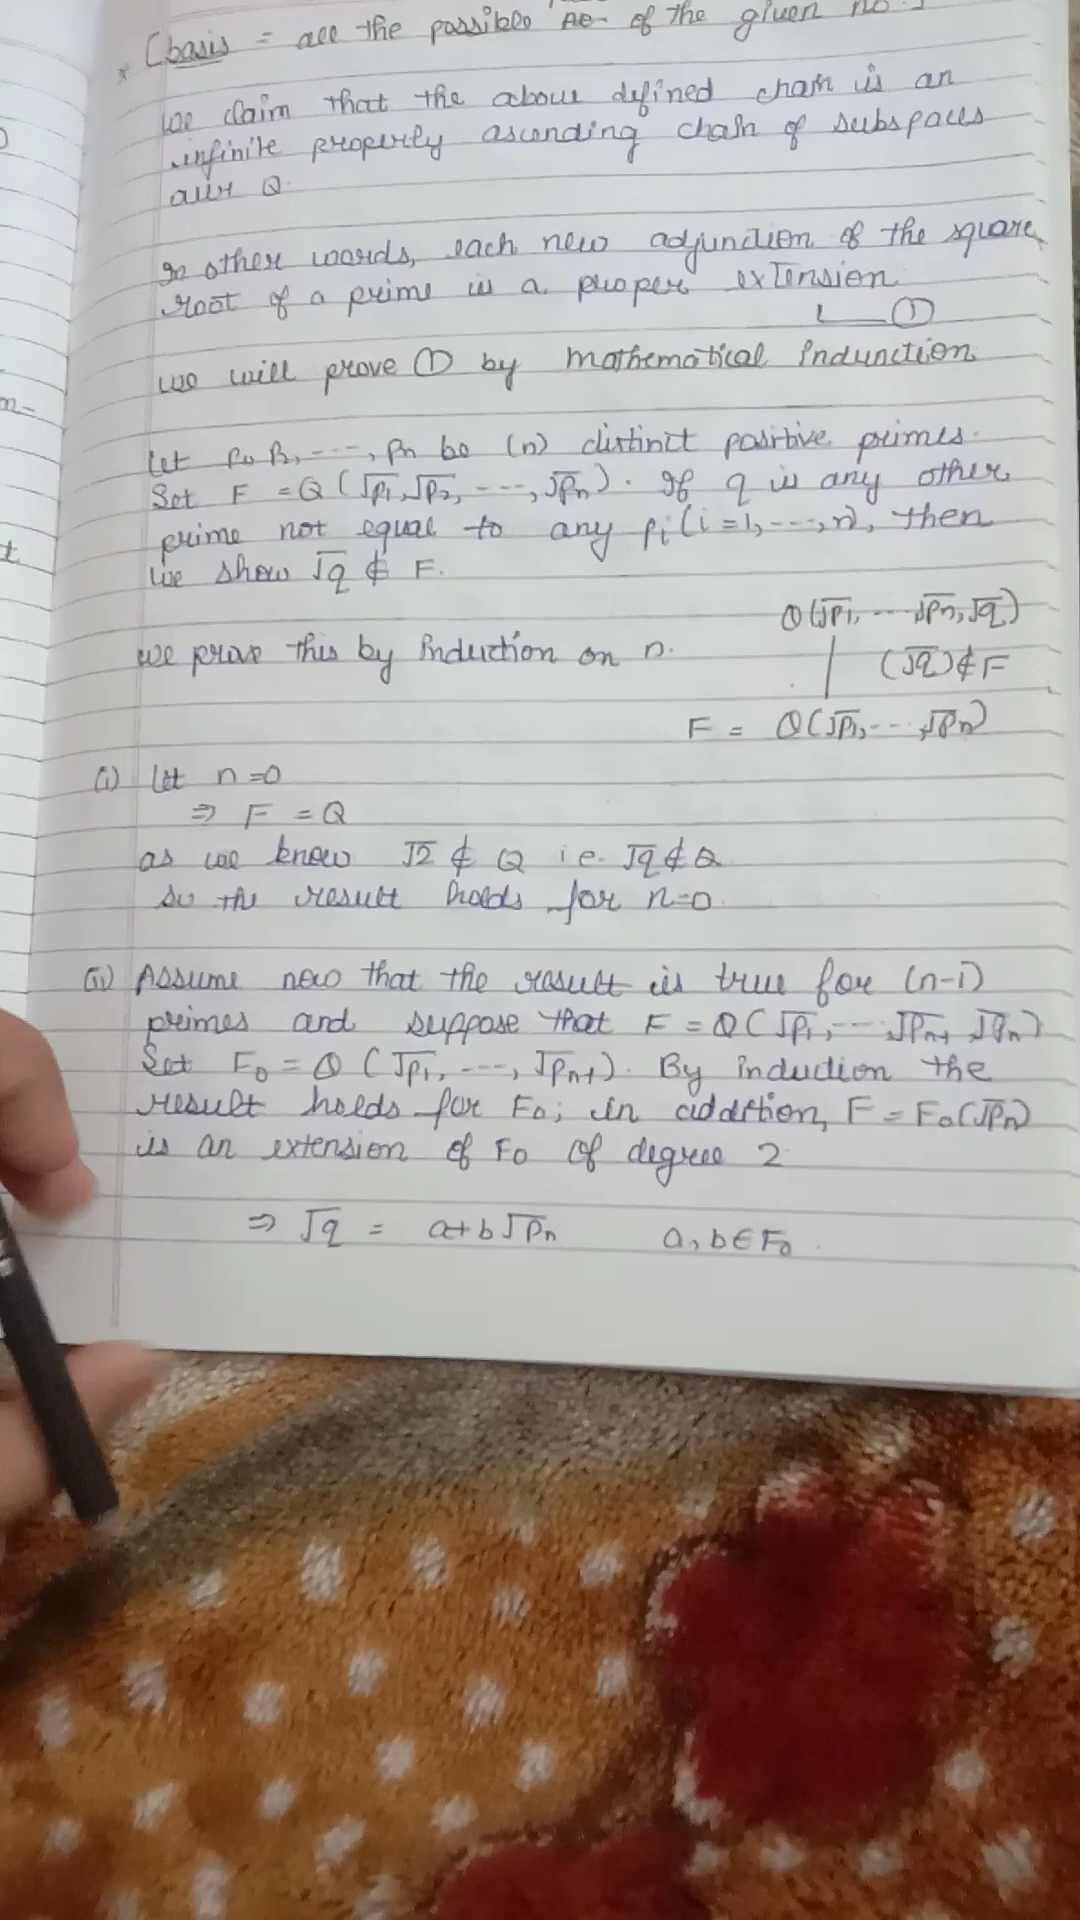 × [basis = all the possible of the given no.
we claim that the above defined chain is an
infinite properly ascending chain of subspaces
over Q.
In other words, each new adjunction of the square
root of a prime is a proper extension
①
we will prove ① by Mathematical Indunction
Let p₁, p₂, ---, pn be (n) distinct positive primes.
Set F = Q(√p₁, √p₂, ---, √pn). If q is any other
prime not equal to any pi (i=1, ---, n), then
we show √q ∉ F.
Q(√p₁, --- √pn, √q)
we prove this by Induction on n.
(√q) ∉ F
F = Q(√p₁, --- , √pn)
(i) Let n=0
⇒ F = Q
as we know √2 ∉ Q i.e. √q ∉ Q
so the result holds for n=0.
(ii) Assume now that the result is true for (n-1)
primes and suppose that F = Q(√p₁, --- √pn-1, √qn)
Set F₀ = Q(√p₁, ---, √pn-1). By induction the
result holds for F₀; in addition, F = F₀(√pn)
is an extension of F₀ of degree 2
⇒ √q = a+b√pn a, b ∈ F₀.
n-
t